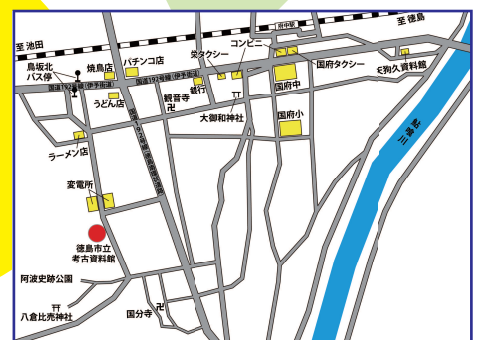 至 池田
府中駅
至 徳島
鳥坂北
バス停
焼鳥店
パチンコ店
栄タクシー
コンビニ
国府タクシー
天狗久資料館
国道192号線(伊予街道)
国道192号線(伊予街道)
銀行
うどん店
観音寺
国府中
大御和神社
国府小
鮎喰川
ラーメン店
変電所
徳島市立
考古資料館
阿波史跡公園
八倉比売神社
国分寺